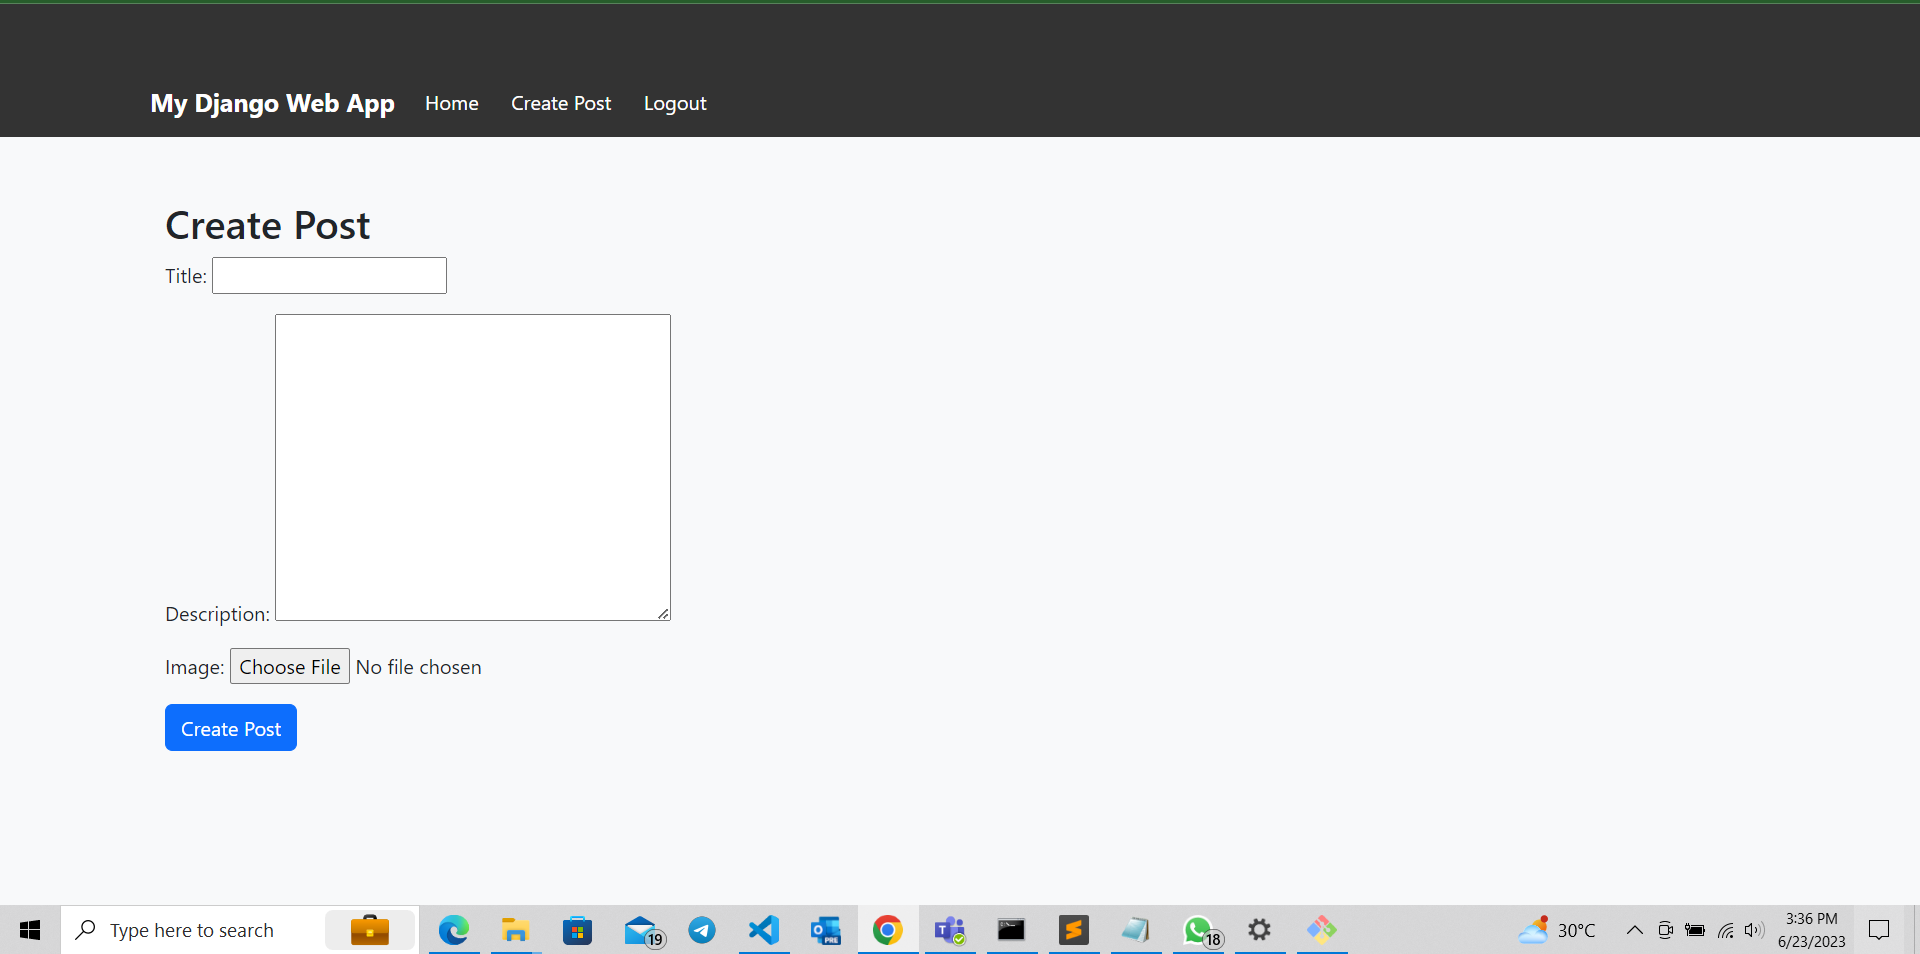 My Django Web App Home Create Post Logout
Create Post
Title:
Description:
Image: Choose File No file chosen
Create Post
Type here to search 19 PRE 18 30°C 3:36 PM
6/23/2023